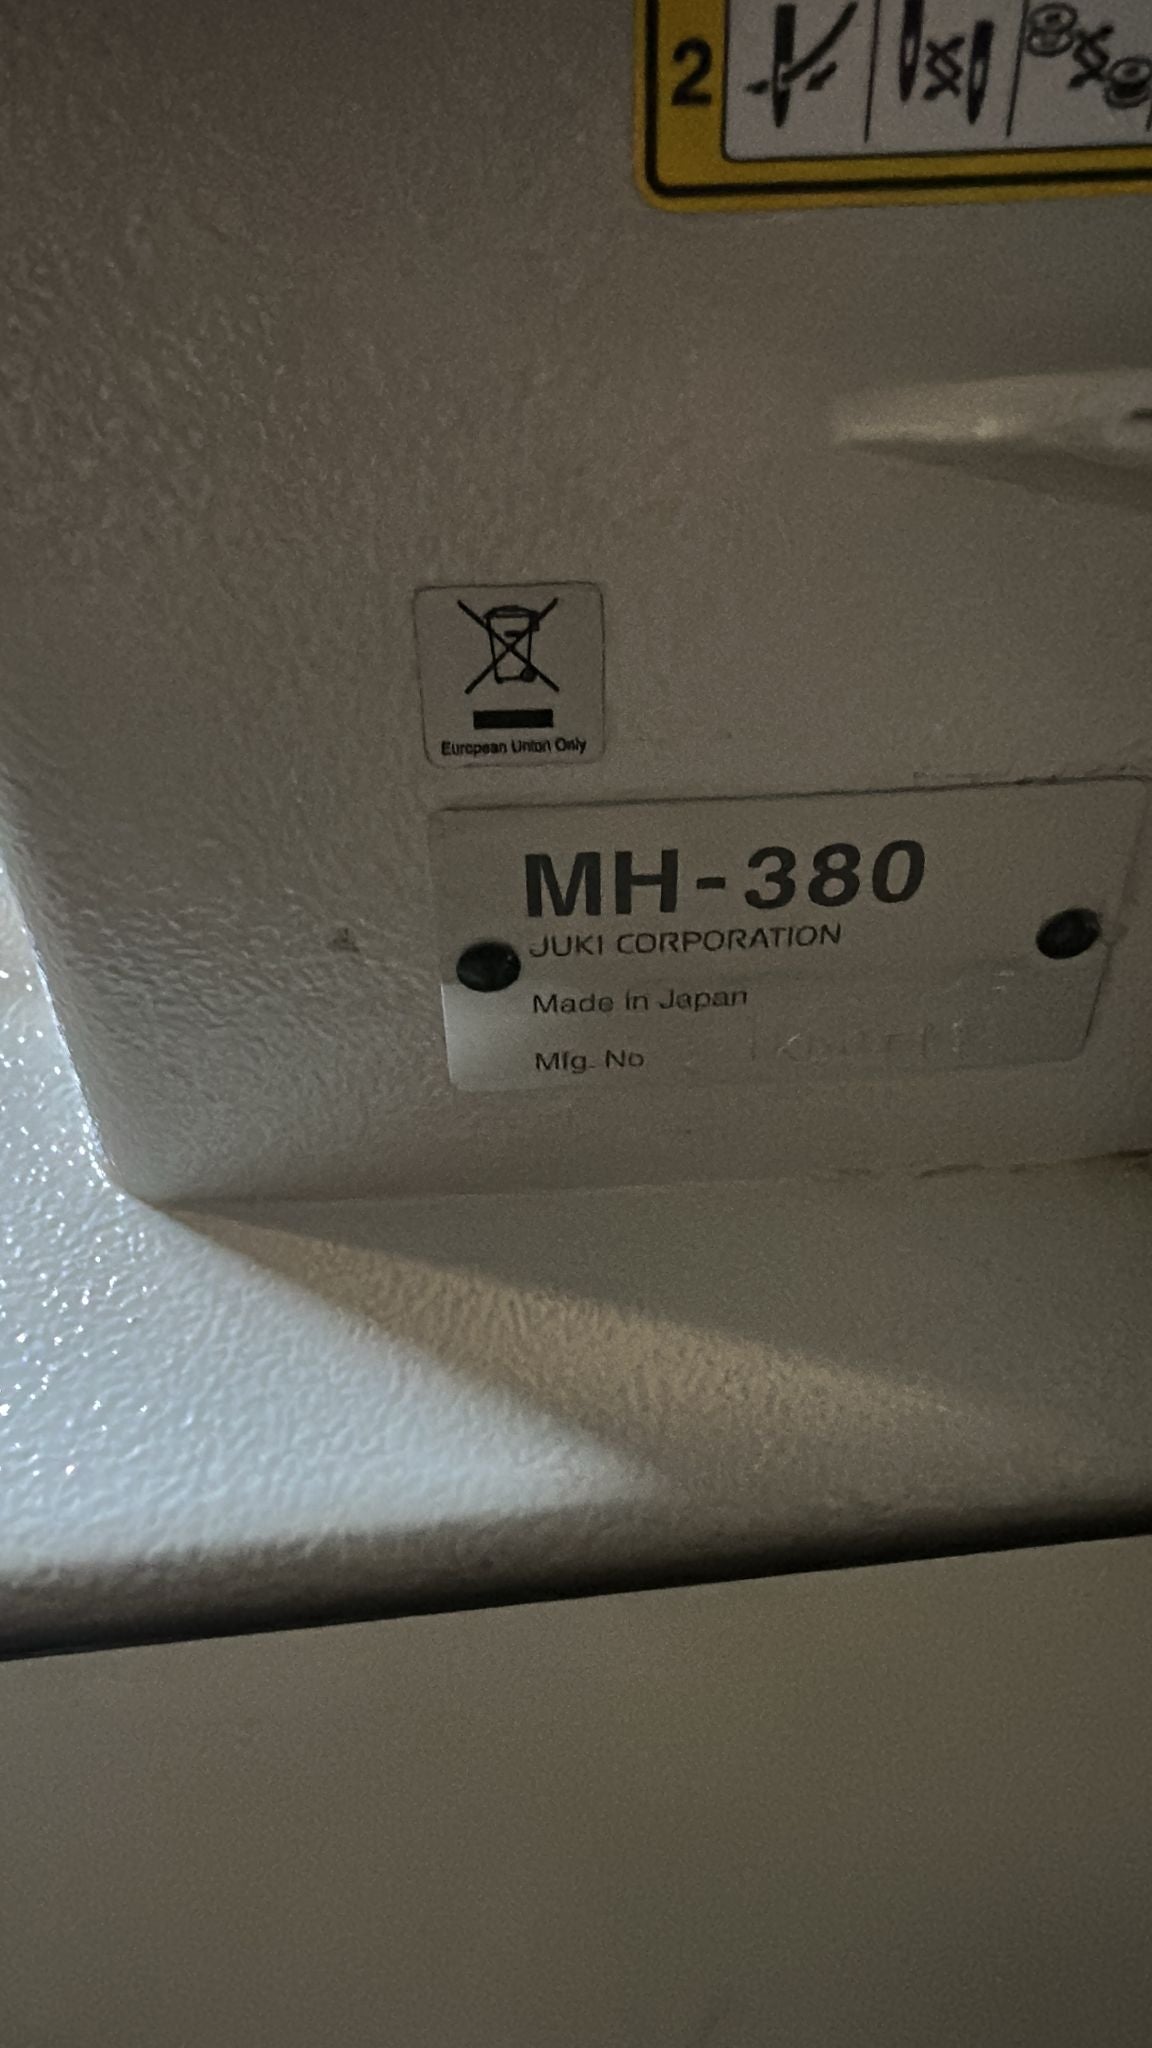 2
European Union Only
MH-380
JUKI CORPORATION
Made in Japan
Mfg. No